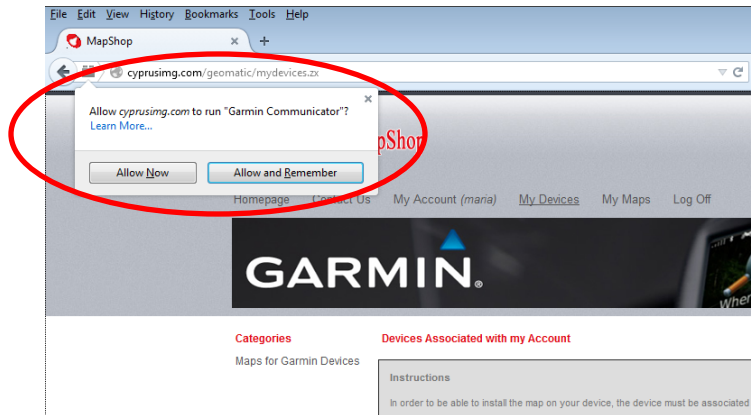 File Edit View History Bookmarks Tools Help
MapShop × +
cyprusimg.com/geomatic/mydevices.zx
Allow cyprusimg.com to run "Garmin Communicator"? ×
Learn More...
Allow Now Allow and Remember
pShop
Homepage Contact Us My Account (maria) My Devices My Maps Log Off
GARMIN
Categories Devices Associated with my Account
Maps for Garmin Devices
Instructions
In order to be able to install the map on your device, the device must be associated